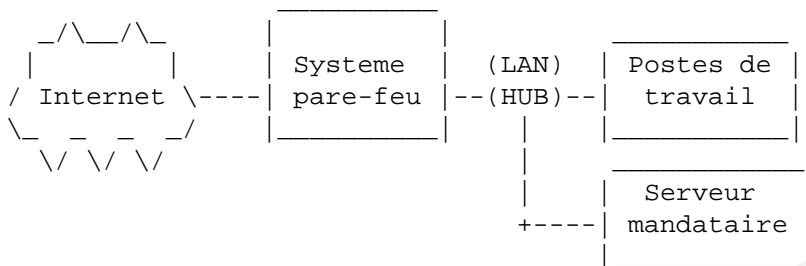 Systeme (LAN) Postes de
Internet pare-feu (HUB) travail
Serveur
mandataire